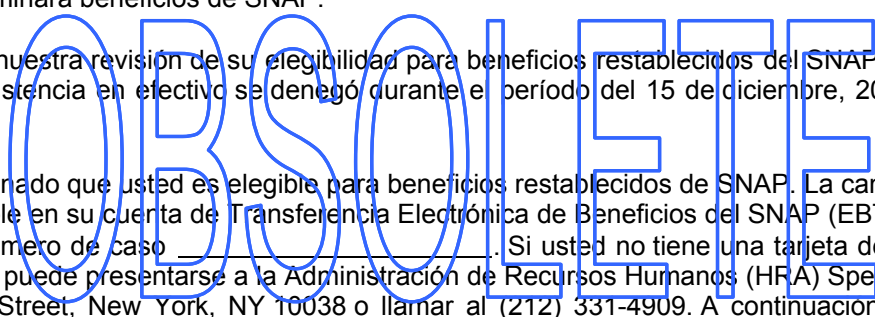 minará beneficios de SNAP.
nuestra revisión de su elegibilidad para beneficios restablecidos del SNAP
stencia en efectivo se denegó durante el período del 15 de diciembre, 20
OBSOLETE
nado que usted es elegible para beneficios restablecidos de SNAP. La can
le en su cuenta de Transferencia Electrónica de Beneficios del SNAP (EBT
mero de caso ____________________. Si usted no tiene una tarjeta de
puede presentarse a la Administración de Recursos Humanos (HRA) Spe
Street, New York, NY 10038 o llamar al (212) 331-4909. A continuación